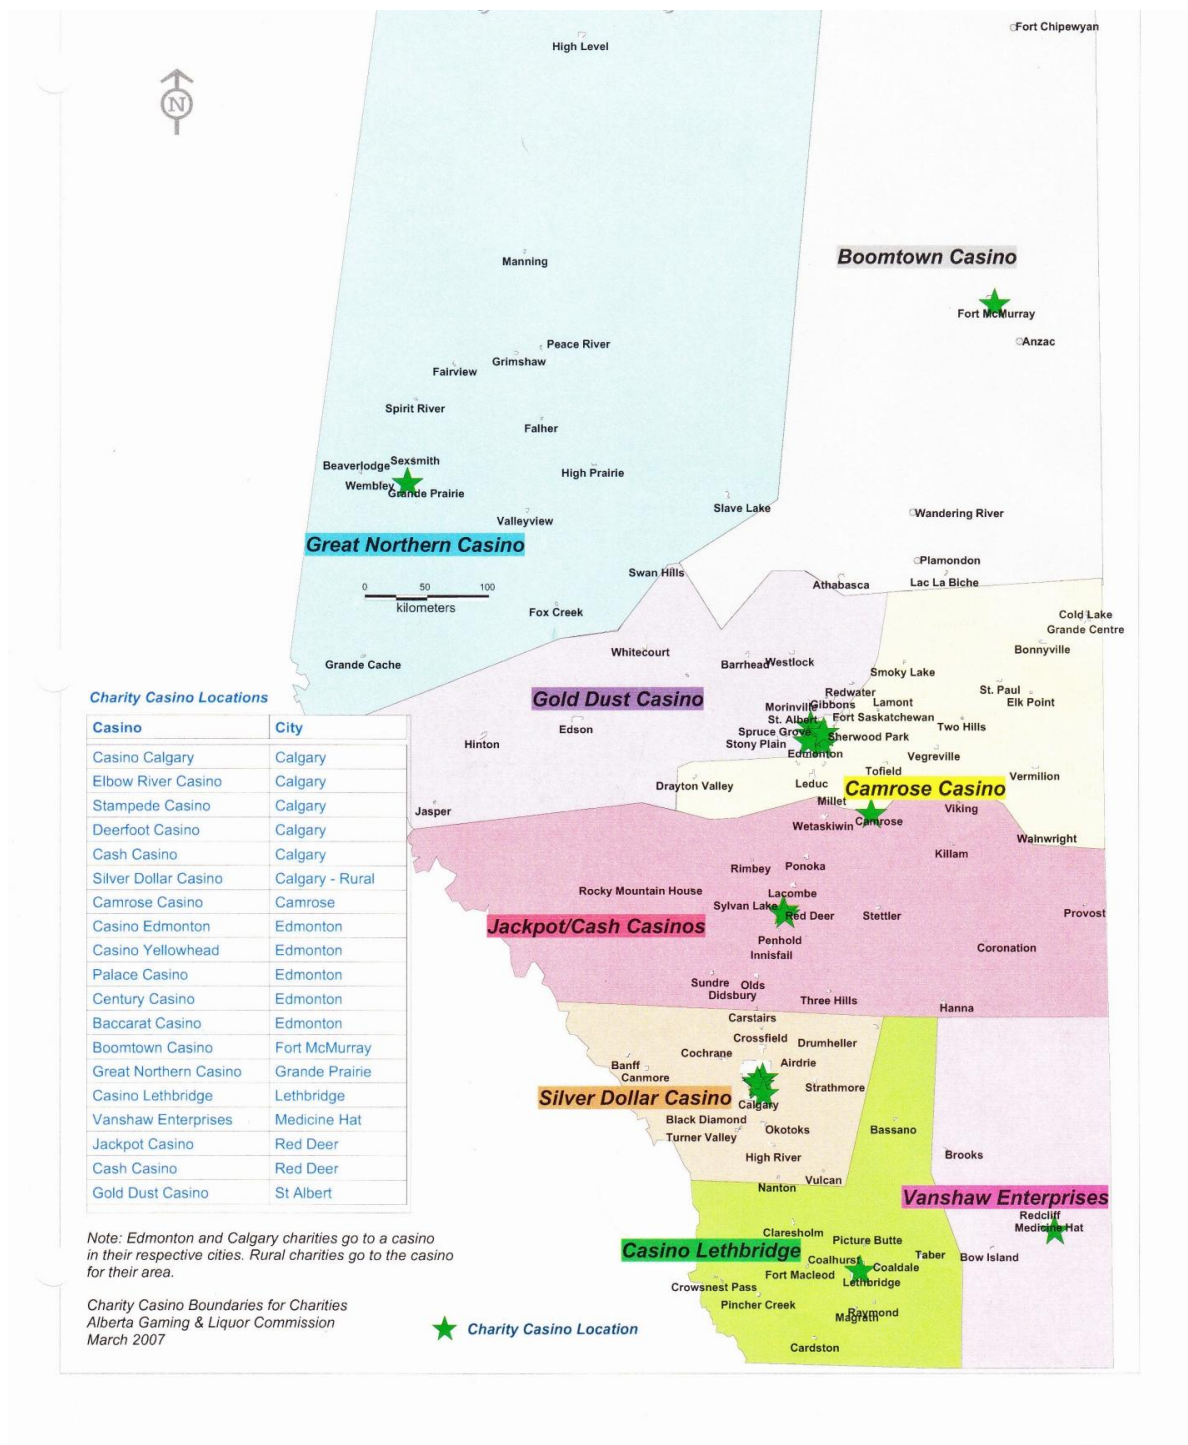 Fort Chipewyan
High Level
N
Manning
Boomtown Casino
Fort McMurray
Anzac
Peace River
Grimshaw
Fairview
Spirit River
Falher
Sexsmith
Beaverlodge
High Prairie
Wembley
Grande Prairie
Slave Lake
Wandering River
Valleyview
Great Northern Casino
Plamondon
Swan Hills
Athabasca
Lac La Biche
0 50 100
kilometers
Fox Creek
Cold Lake
Grande Centre
Bonnyville
Whitecourt
Barrhead
Westlock
Grande Cache
Smoky Lake
St. Paul
Elk Point
Redwater
Gold Dust Casino
Gibbons
Lamont
Morinville
St. Albert
Fort Saskatchewan
Two Hills
Edson
Spruce Grove
Sherwood Park
Hinton
Stony Plain
Edmonton
Vegreville
Tofield
Vermilion
Drayton Valley
Leduc
Camrose Casino
Millet
Viking
Jasper
Wetaskiwin
Camrose
Wainwright
Killam
Rimbey
Ponoka
Rocky Mountain House
Lacombe
Sylvan Lake
Red Deer
Stettler
Provost
Jackpot/Cash Casinos
Penhold
Innisfail
Coronation
Sundre
Olds
Didsbury
Three Hills
Hanna
Carstairs
Crossfield
Drumheller
Cochrane
Airdrie
Banff
Canmore
Strathmore
Silver Dollar Casino
Calgary
Black Diamond
Okotoks
Turner Valley
Bassano
High River
Brooks
Vulcan
Nanton
Vanshaw Enterprises
Redcliff
Medicine Hat
Claresholm
Picture Butte
Casino Lethbridge
Taber
Bow Island
Coalhurst
Coaldale
Fort Macleod
Lethbridge
Crowsnest Pass
Pincher Creek
Raymond
Magrath
Cardston
Charity Casino Locations
Casino City
Casino Calgary Calgary
Elbow River Casino Calgary
Stampede Casino Calgary
Deerfoot Casino Calgary
Cash Casino Calgary
Silver Dollar Casino Calgary - Rural
Camrose Casino Camrose
Casino Edmonton Edmonton
Casino Yellowhead Edmonton
Palace Casino Edmonton
Century Casino Edmonton
Baccarat Casino Edmonton
Boomtown Casino Fort McMurray
Great Northern Casino Grande Prairie
Casino Lethbridge Lethbridge
Vanshaw Enterprises Medicine Hat
Jackpot Casino Red Deer
Cash Casino Red Deer
Gold Dust Casino St Albert
Note: Edmonton and Calgary charities go to a casino
in their respective cities. Rural charities go to the casino
for their area.
Charity Casino Boundaries for Charities
Alberta Gaming & Liquor Commission
March 2007
Charity Casino Location